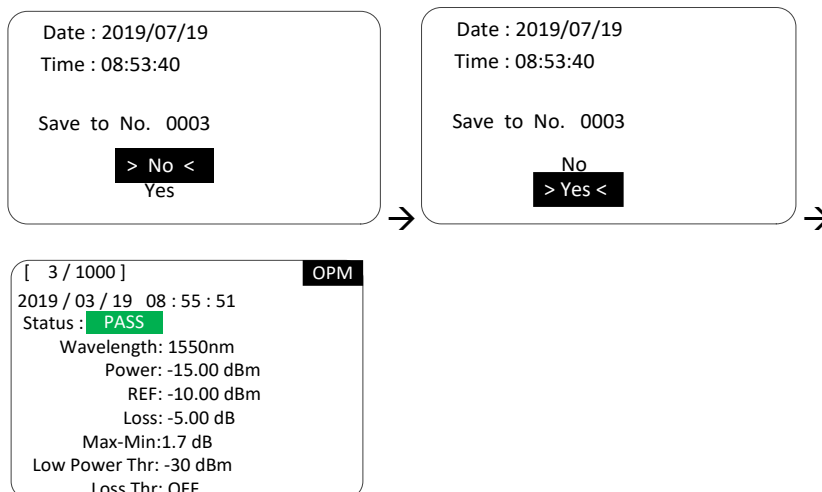 Date : 2019/07/19
Time : 08:53:40
Save to No. 0003
> No <
Yes
→
Date : 2019/07/19
Time : 08:53:40
Save to No. 0003
No
> Yes <
→
[ 3 / 1000 ] OPM
2019 / 03 / 19 08 : 55 : 51
Status : PASS
Wavelength: 1550nm
Power: -15.00 dBm
REF: -10.00 dBm
Loss: -5.00 dB
Max-Min:1.7 dB
Low Power Thr: -30 dBm
Loss Thr: OFF